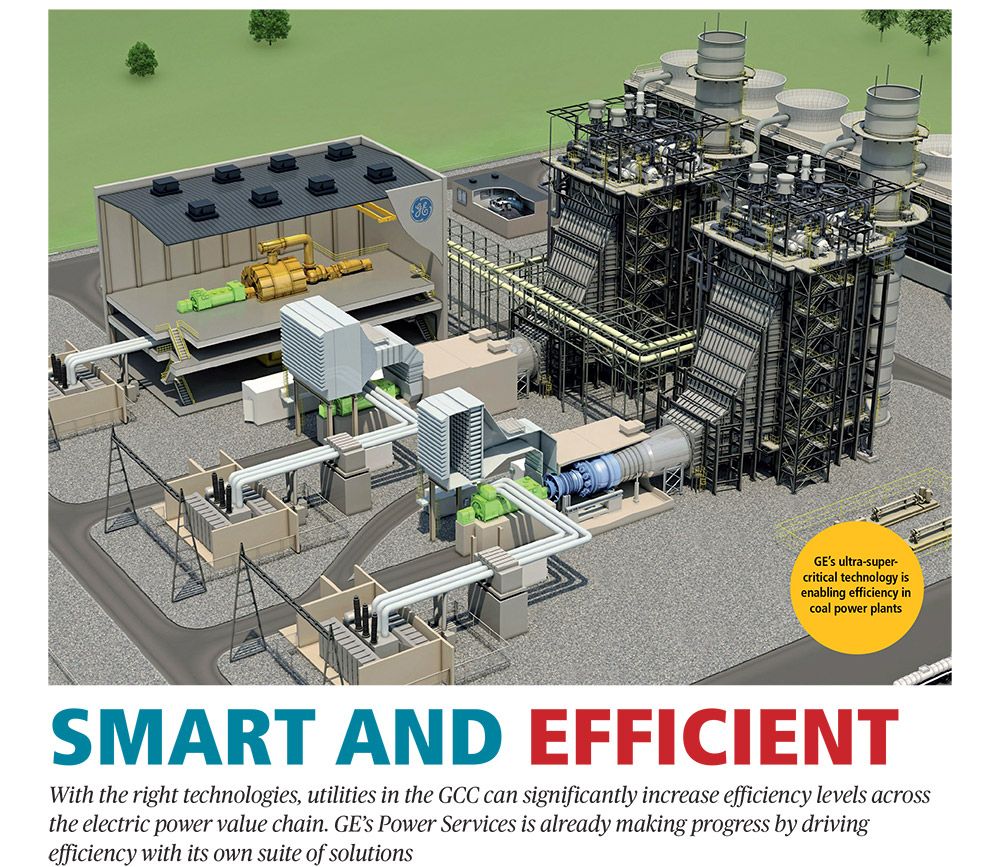 GE
GE's ultra-super-
critical technology is
enabling efficiency in
coal power plants
SMART AND EFFICIENT
With the right technologies, utilities in the GCC can significantly increase efficiency levels across
the electric power value chain. GE's Power Services is already making progress by driving
efficiency with its own suite of solutions